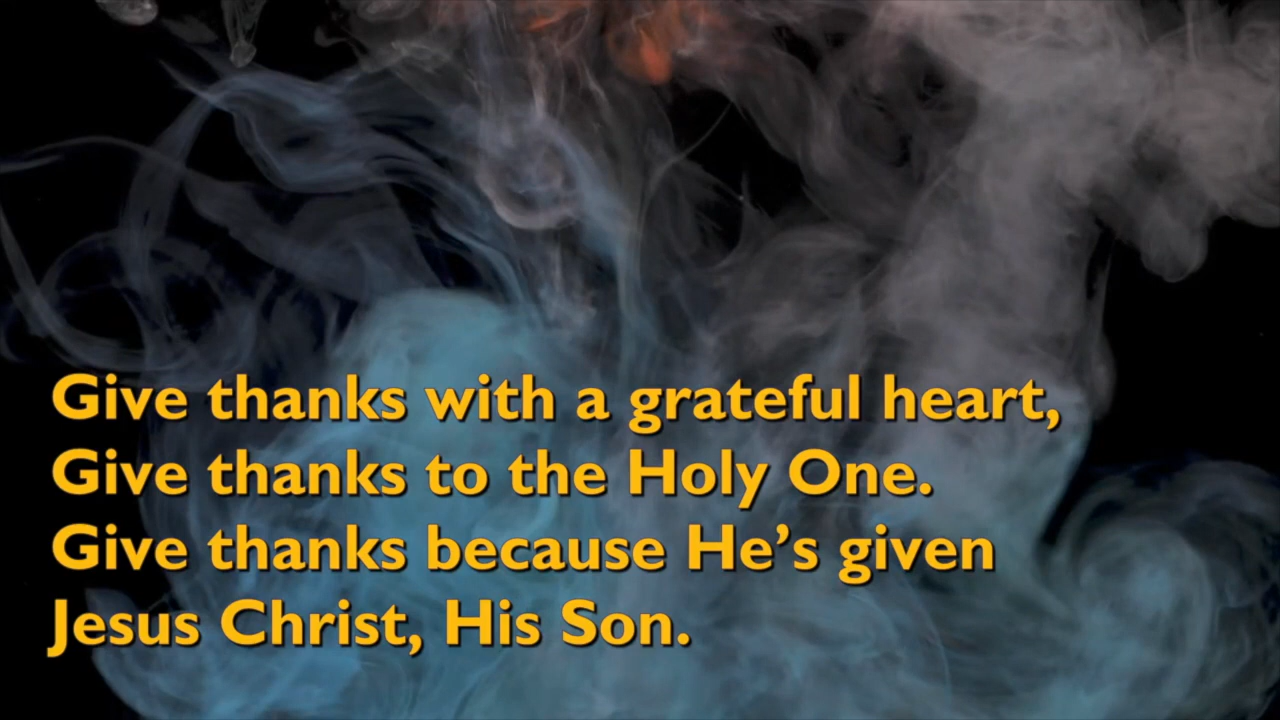 Give thanks with a grateful heart,
Give thanks to the Holy One.
Give thanks because He’s given
Jesus Christ, His Son.